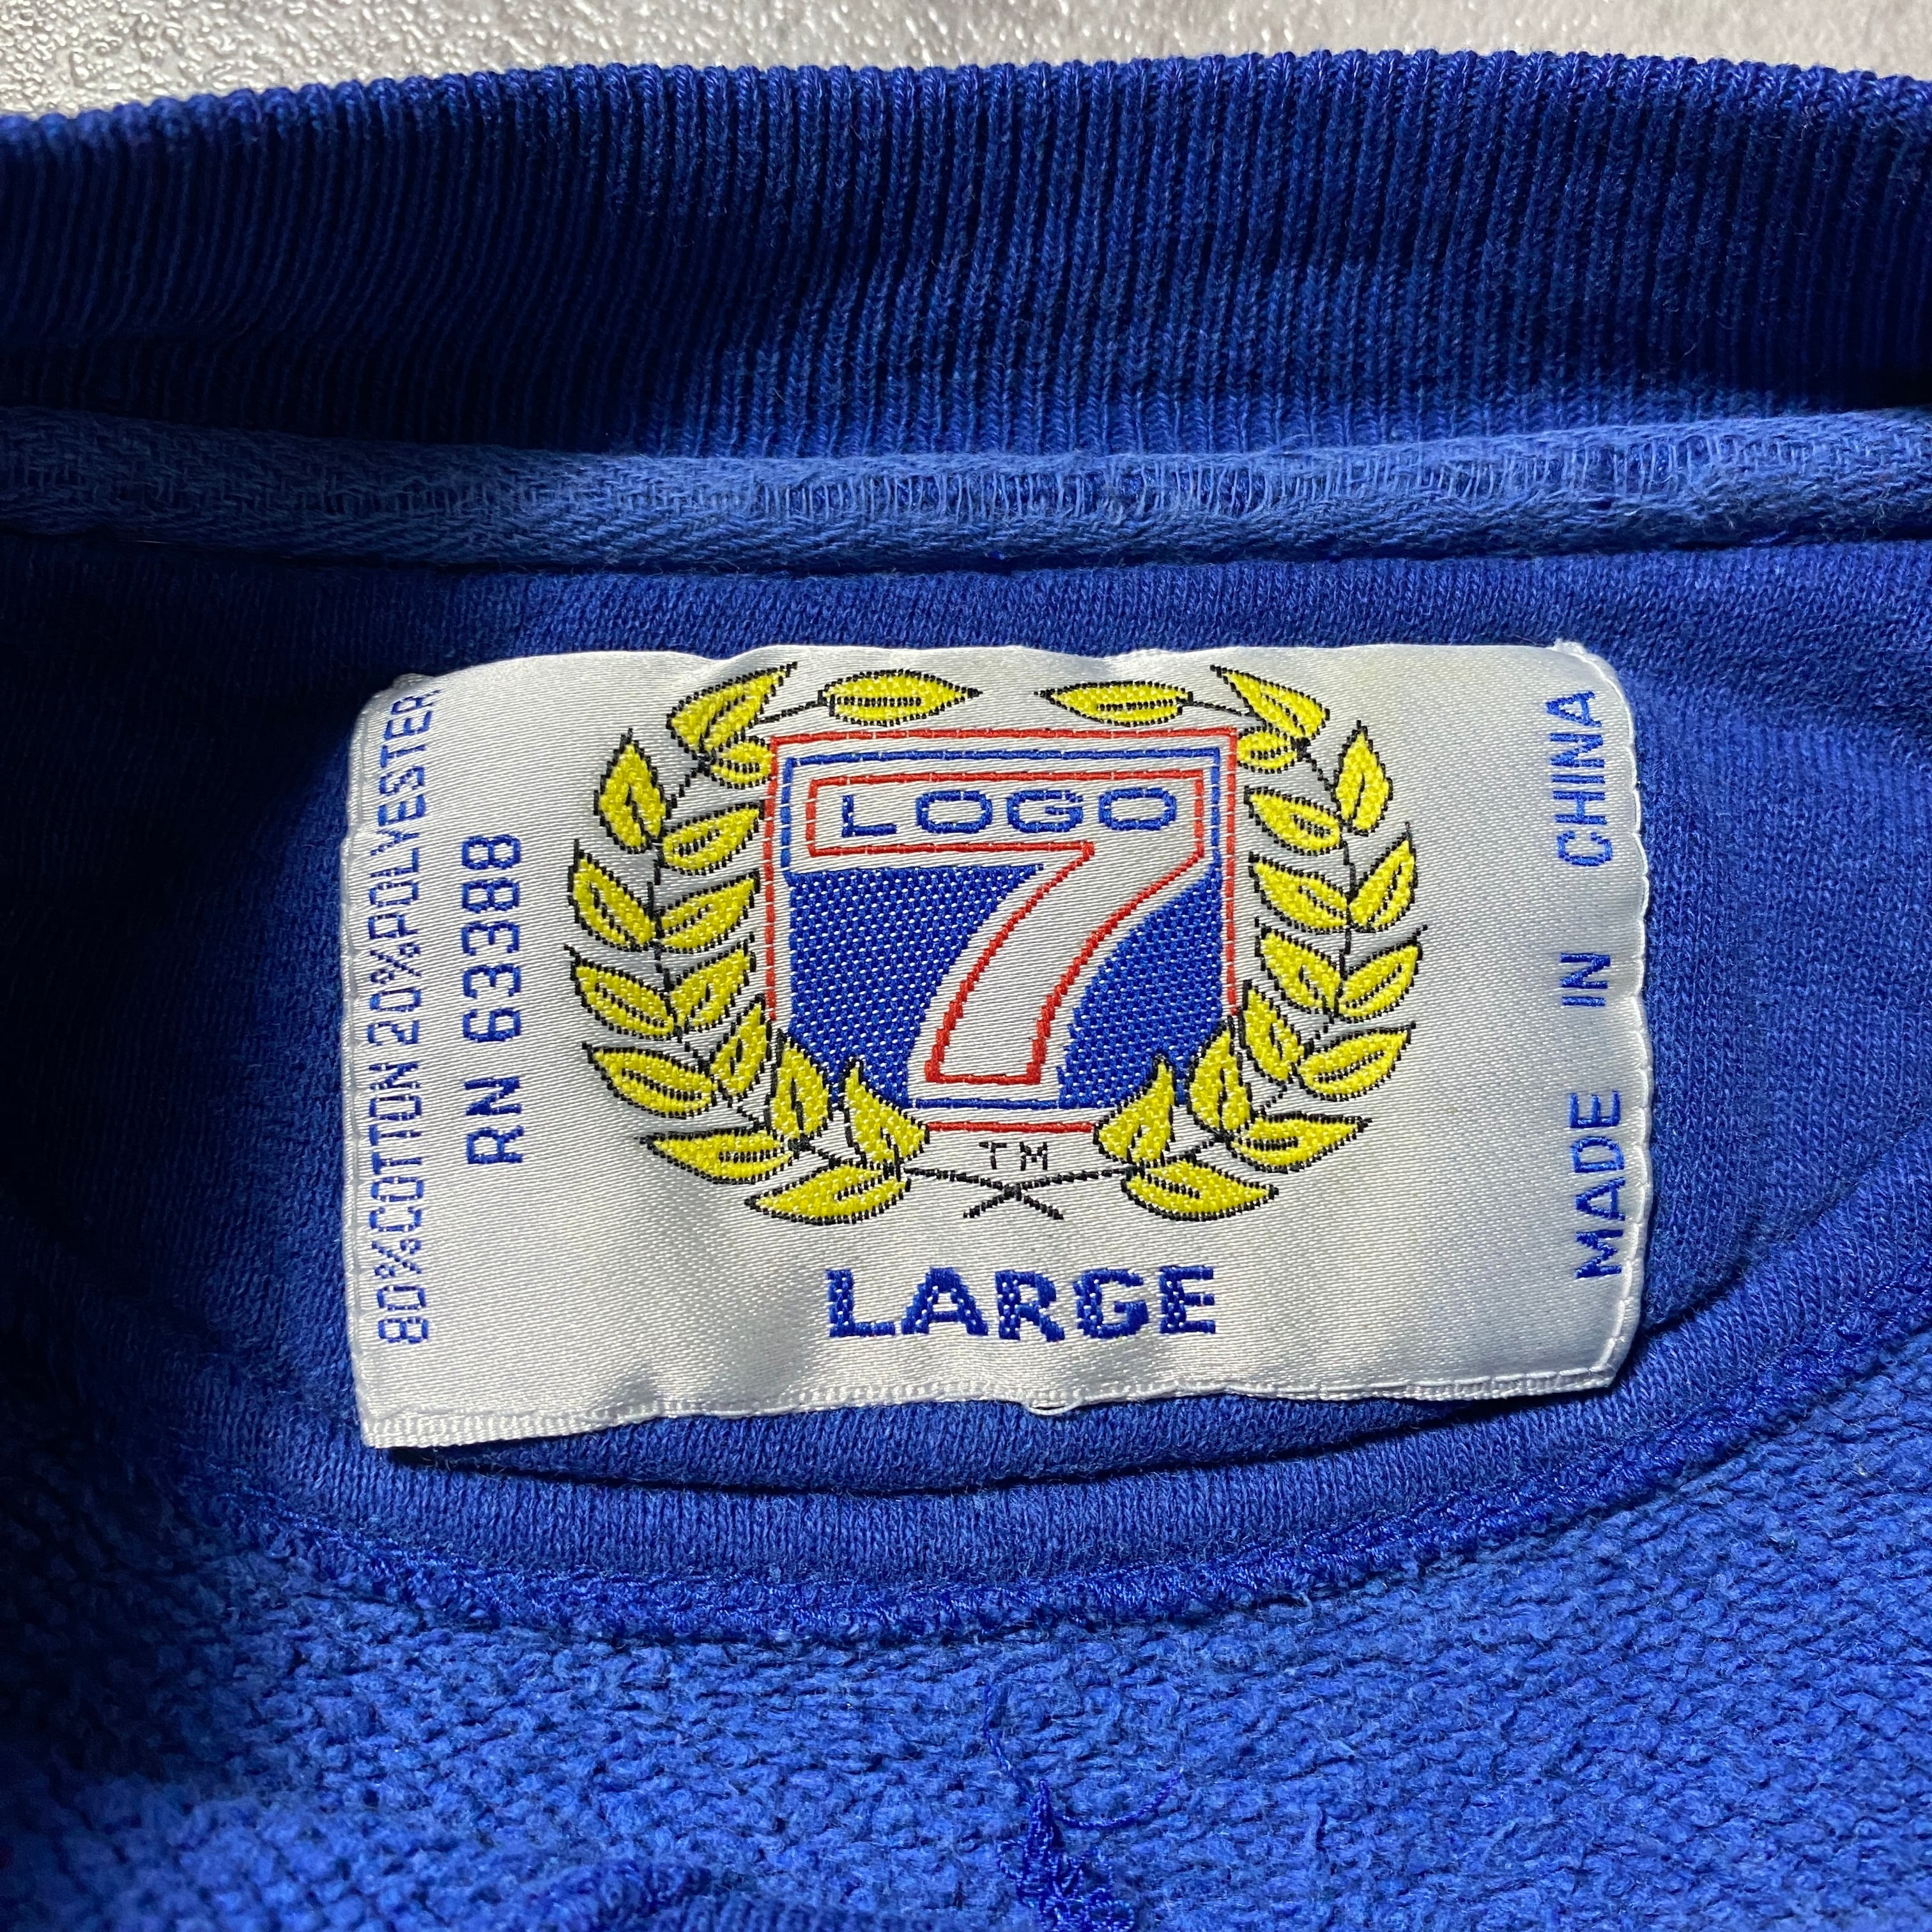 80%COTTON 20%POLYESTER
RN 63388
LOGO
7
TM
LARGE
MADE IN CHINA